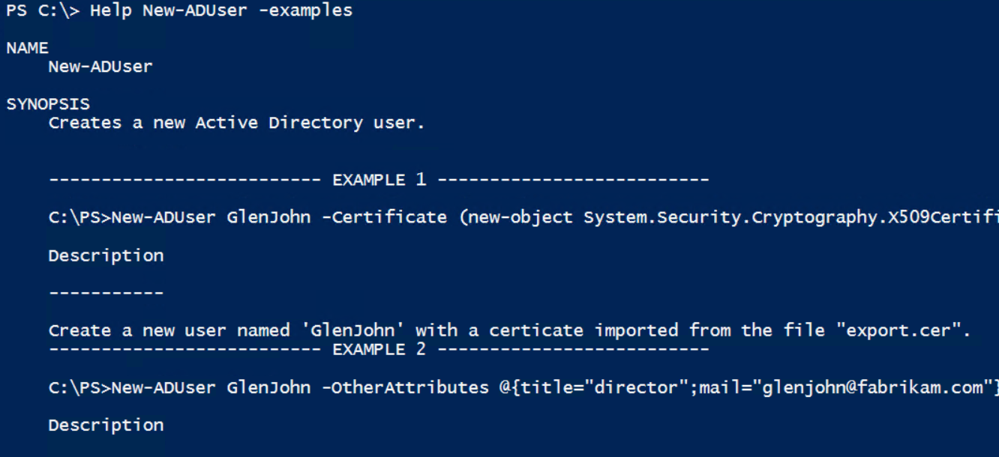 PS C:\> Help New-ADUser -examples
NAME
New-ADUser
SYNOPSIS
Creates a new Active Directory user.
-------------------------- EXAMPLE 1 --------------------------
C:\PS>New-ADUser GlenJohn -Certificate (new-object System.Security.Cryptography.X509Certifi
Description
-----------
Create a new user named 'GlenJohn' with a certicate imported from the file "export.cer".
-------------------------- EXAMPLE 2 --------------------------
C:\PS>New-ADUser GlenJohn -OtherAttributes @{title="director";mail="glenjohn@fabrikam.com"}
Description